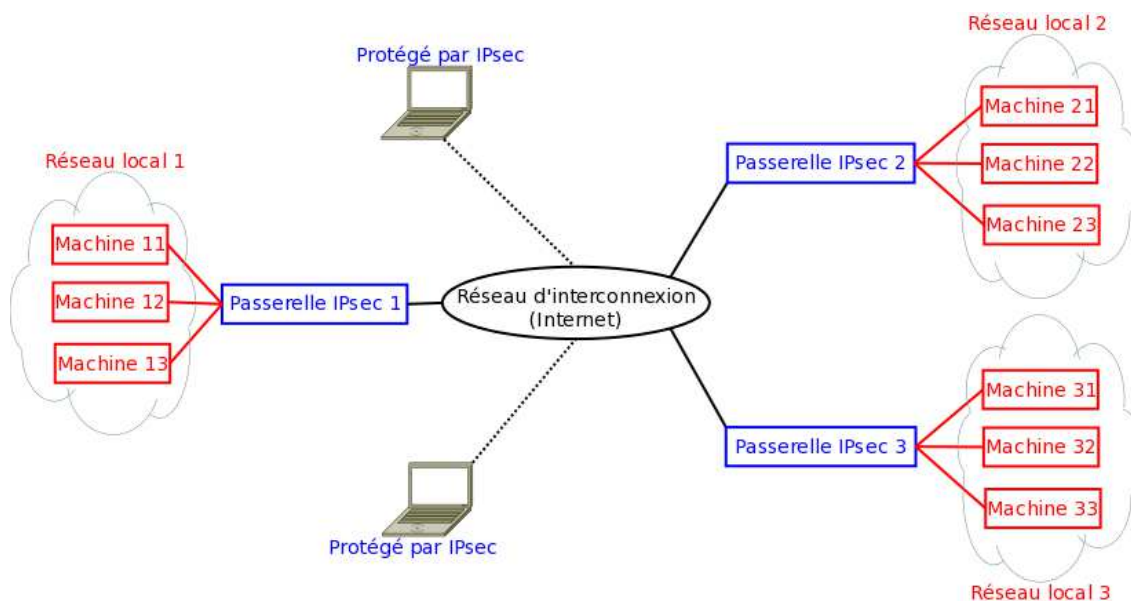 Réseau local 2
Protégé par IPsec
Machine 21
Passerelle IPsec 2
Machine 22
Machine 23
Réseau local 1
Machine 11
Machine 12
Machine 13
Passerelle IPsec 1
Réseau d'interconnexion
(Internet)
Machine 31
Passerelle IPsec 3
Machine 32
Machine 33
Protégé par IPsec
Réseau local 3